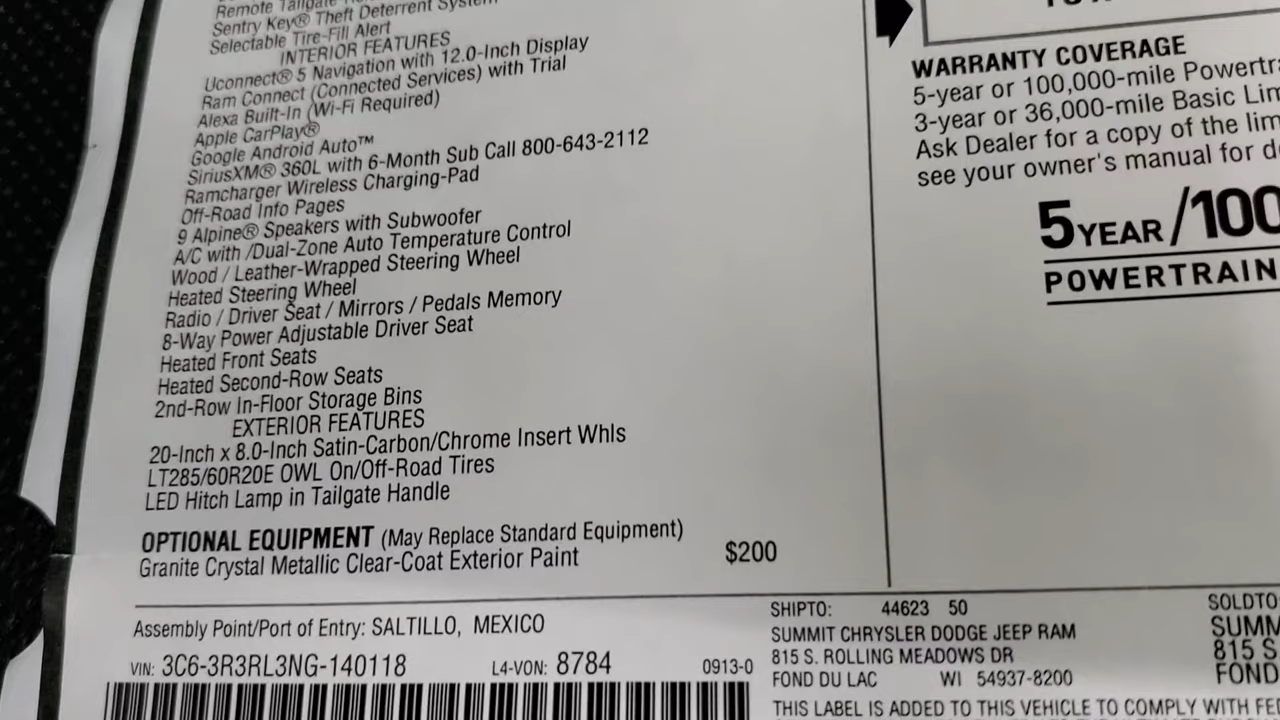 Remote Tailgate
Sentry Key® Theft Deterrent System
Selectable Tire-Fill Alert
INTERIOR FEATURES
Uconnect® 5 Navigation with 12.0-Inch Display
Ram Connect (Connected Services) with Trial
Alexa Built-In (Wi-Fi Required)
Apple CarPlay®
Google Android Auto™
SiriusXM® 360L with 6-Month Sub Call 800-643-2112
Ramcharger Wireless Charging-Pad
Off-Road Info Pages
9 Alpine® Speakers with Subwoofer
A/C with /Dual-Zone Auto Temperature Control
Wood / Leather-Wrapped Steering Wheel
Heated Steering Wheel
Radio / Driver Seat / Mirrors / Pedals Memory
8-Way Power Adjustable Driver Seat
Heated Front Seats
Heated Second-Row Seats
2nd-Row In-Floor Storage Bins
EXTERIOR FEATURES
20-Inch x 8.0-Inch Satin-Carbon/Chrome Insert Whls
LT285/60R20E OWL On/Off-Road Tires
LED Hitch Lamp in Tailgate Handle
OPTIONAL EQUIPMENT (May Replace Standard Equipment)
Granite Crystal Metallic Clear-Coat Exterior Paint $200
WARRANTY COVERAGE
5-year or 100,000-mile Powertra
3-year or 36,000-mile Basic Lim
Ask Dealer for a copy of the lim
see your owner's manual for de
5 YEAR/100
POWERTRAIN
Assembly Point/Port of Entry: SALTILLO, MEXICO
VIN: 3C6-3R3RL3NG-140118 L4-VON: 8784 0913-0
SHIPTO: 44623 50
SUMMIT CHRYSLER DODGE JEEP RAM
815 S. ROLLING MEADOWS DR
FOND DU LAC WI 54937-8200
SOLDTO
SUMM
815 S
FOND
THIS LABEL IS ADDED TO THIS VEHICLE TO COMPLY WITH FE